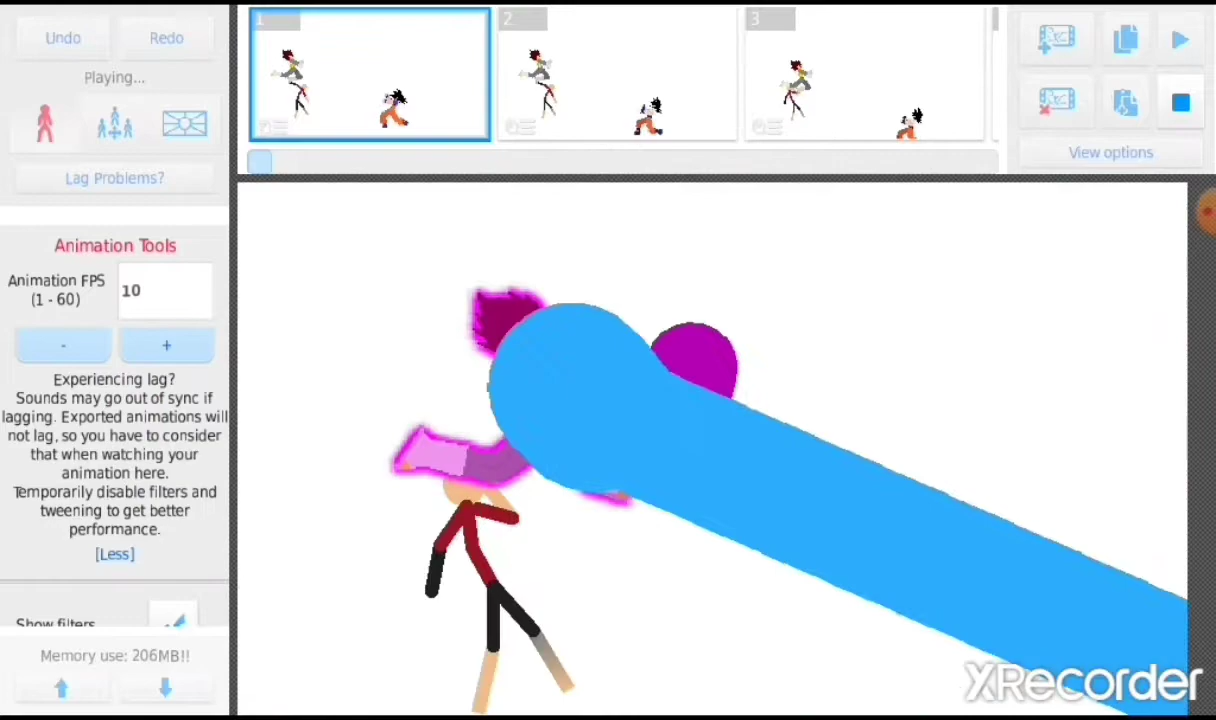 Undo
Redo
Playing...
Lag Problems?
1
2
3
View options
Animation Tools
Animation FPS
(1 - 60)
10
-
+
Experiencing lag?
Sounds may go out of sync if
lagging. Exported animations will
not lag, so you have to consider
that when watching your
animation here.
Temporarily disable filters and
tweening to get better
performance.
[Less]
Show filters
Memory use: 206MB!!
XRecorder